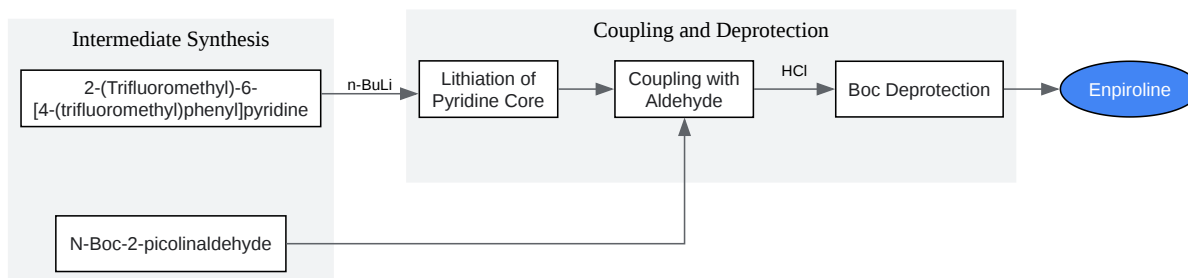 Intermediate Synthesis
Coupling and Deprotection
2-(Trifluoromethyl)-6-
[4-(trifluoromethyl)phenyl]pyridine
n-BuLi
Lithiation of
Pyridine Core
Coupling with
Aldehyde
HCl
Boc Deprotection
Enpiroline
N-Boc-2-picolinaldehyde